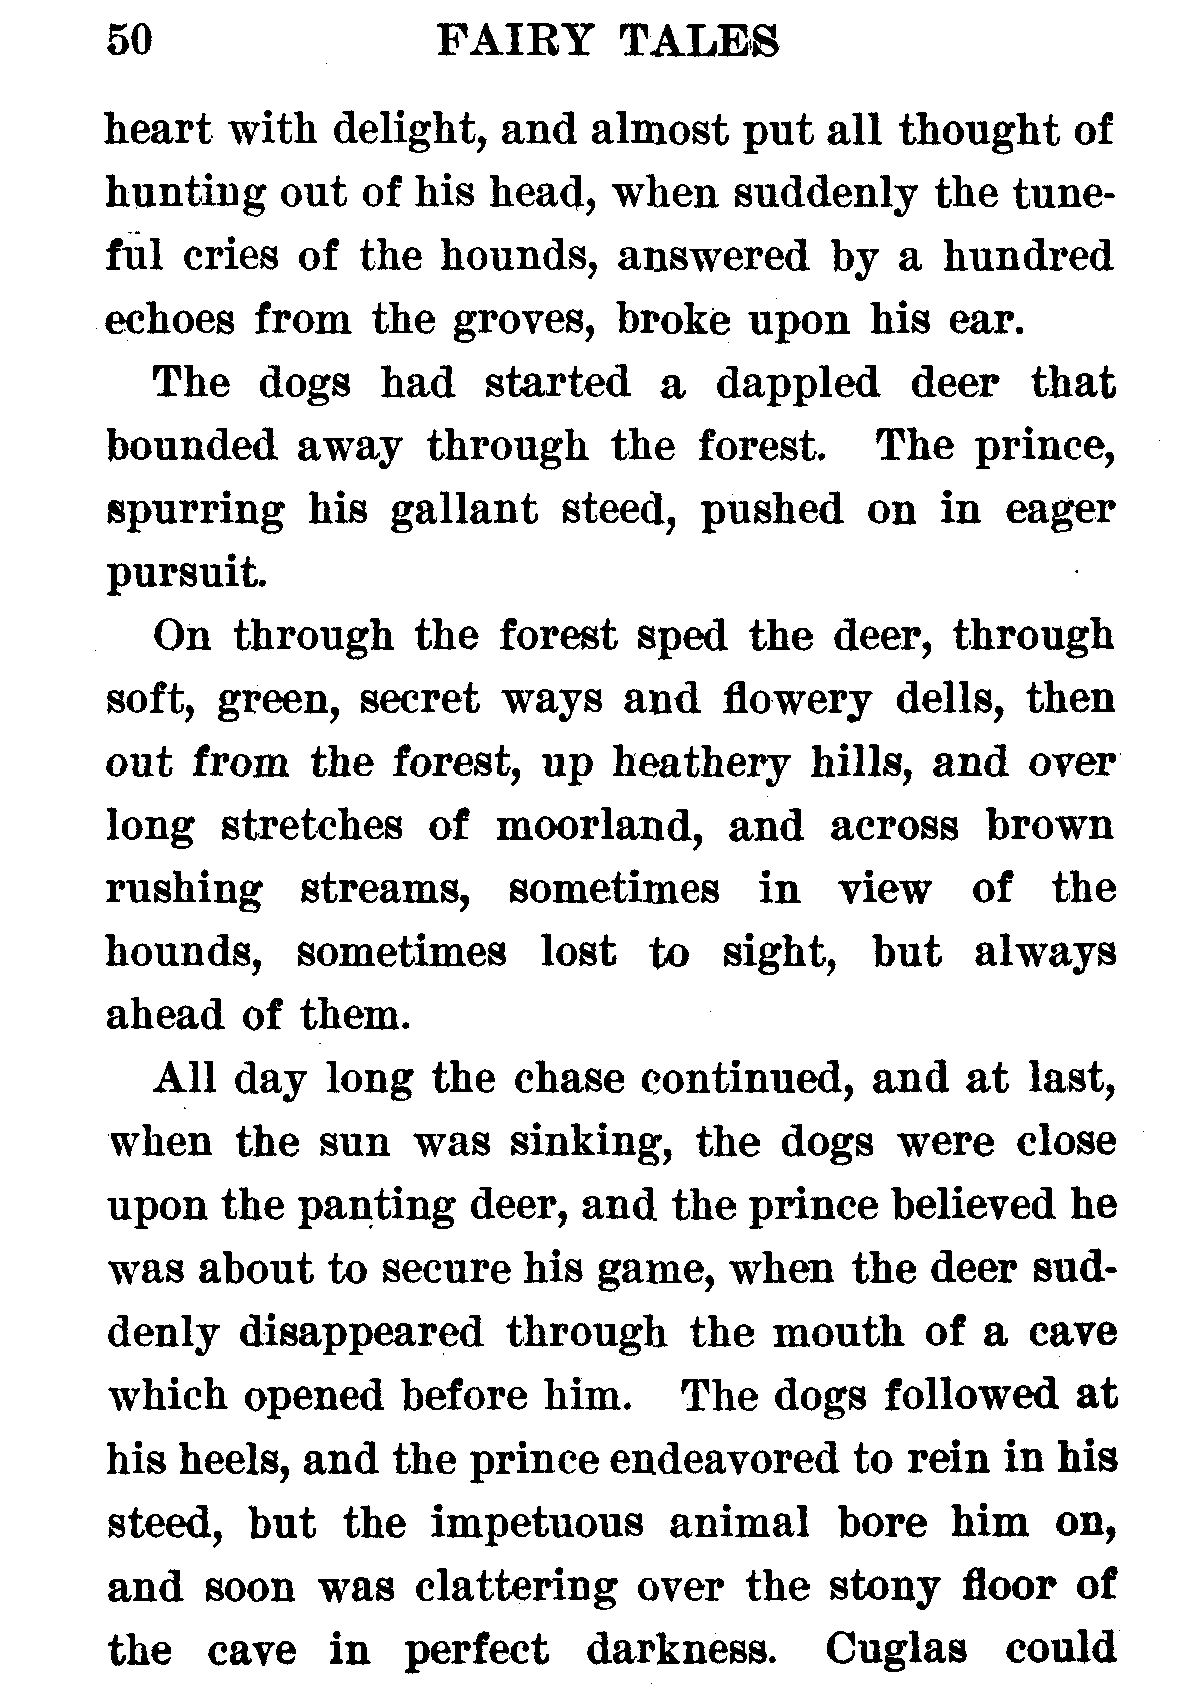 50 FAIRY TALES
heart with delight, and almost put all thought of
hunting out of his head, when suddenly the tune-
ful cries of the hounds, answered by a hundred
echoes from the groves, broke upon his ear.
The dogs had started a dappled deer that
bounded away through the forest. The prince,
spurring his gallant steed, pushed on in eager
pursuit.
On through the forest sped the deer, through
soft, green, secret ways and flowery dells, then
out from the forest, up heathery hills, and over
long stretches of moorland, and across brown
rushing streams, sometimes in view of the
hounds, sometimes lost to sight, but always
ahead of them.
All day long the chase continued, and at last,
when the sun was sinking, the dogs were close
upon the panting deer, and the prince believed he
was about to secure his game, when the deer sud-
denly disappeared through the mouth of a cave
which opened before him. The dogs followed at
his heels, and the prince endeavored to rein in his
steed, but the impetuous animal bore him on,
and soon was clattering over the stony floor of
the cave in perfect darkness. Cuglas could